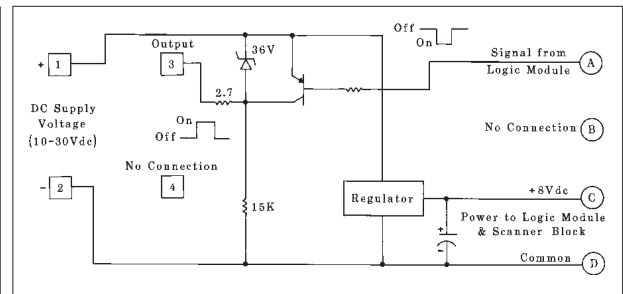 Off
On
Output
36V
Signal from
Logic Module
A
+ 1
3
2.7
DC Supply
Voltage
(10-30Vdc)
On
Off
No Connection
B
No Connection
4
- 2
15K
Regulator
+8Vdc
C
Power to Logic Module
& Scanner Block
+
-
Common
D